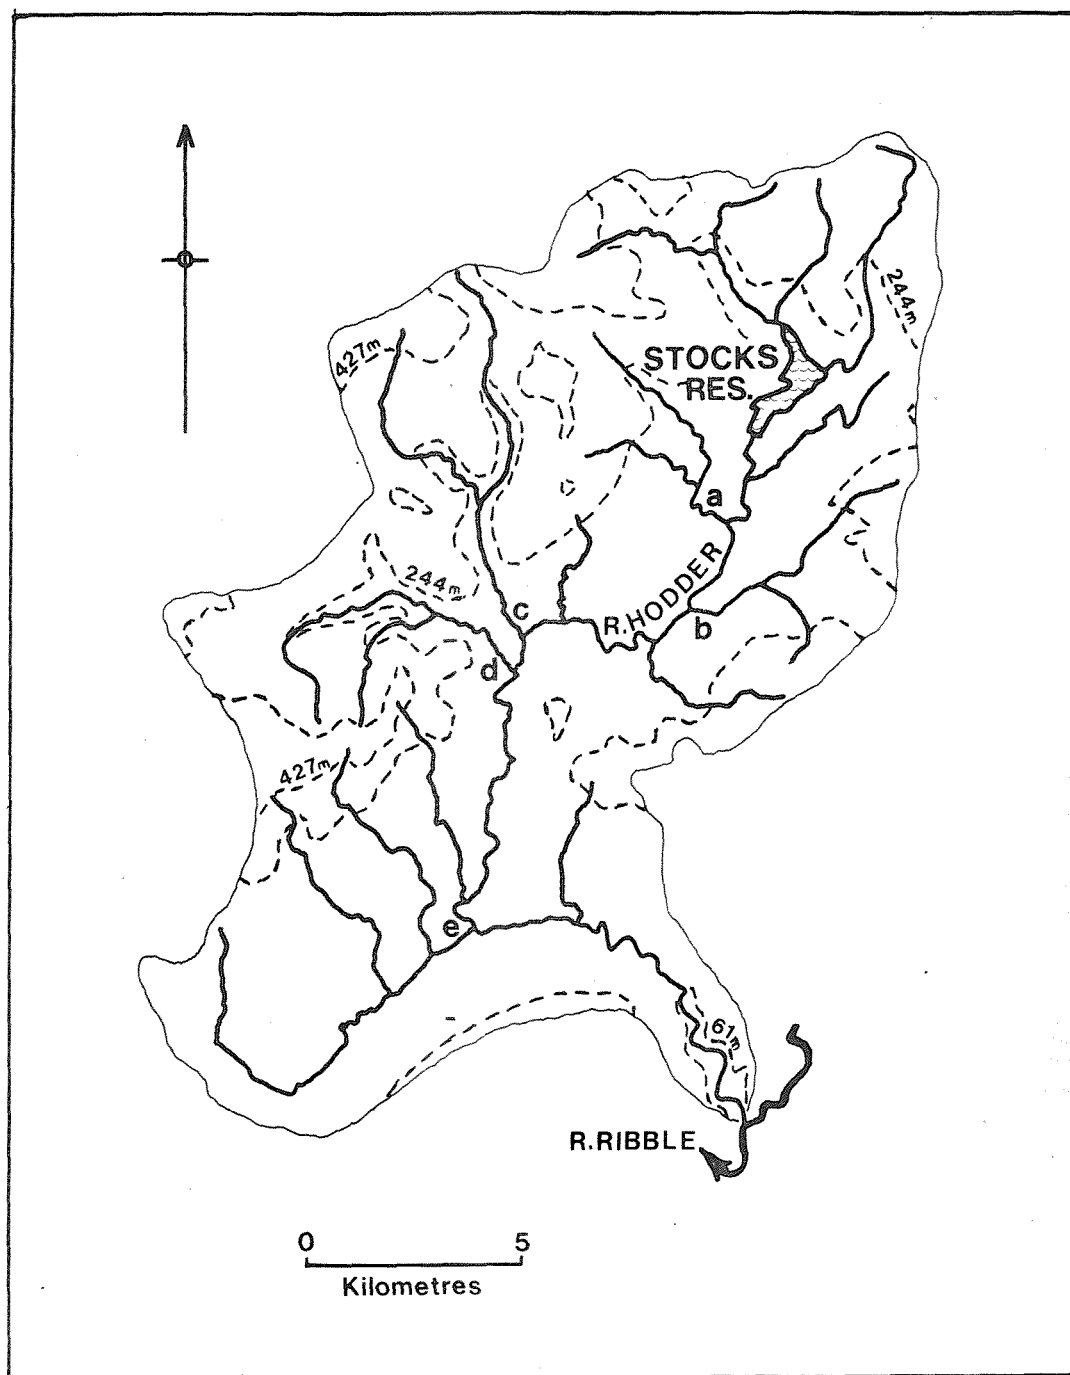 244m
427m
STOCKS
RES.
a
R.HODDER
244m
c
b
d
427m
e
61m
R.RIBBLE
0 5
Kilometres